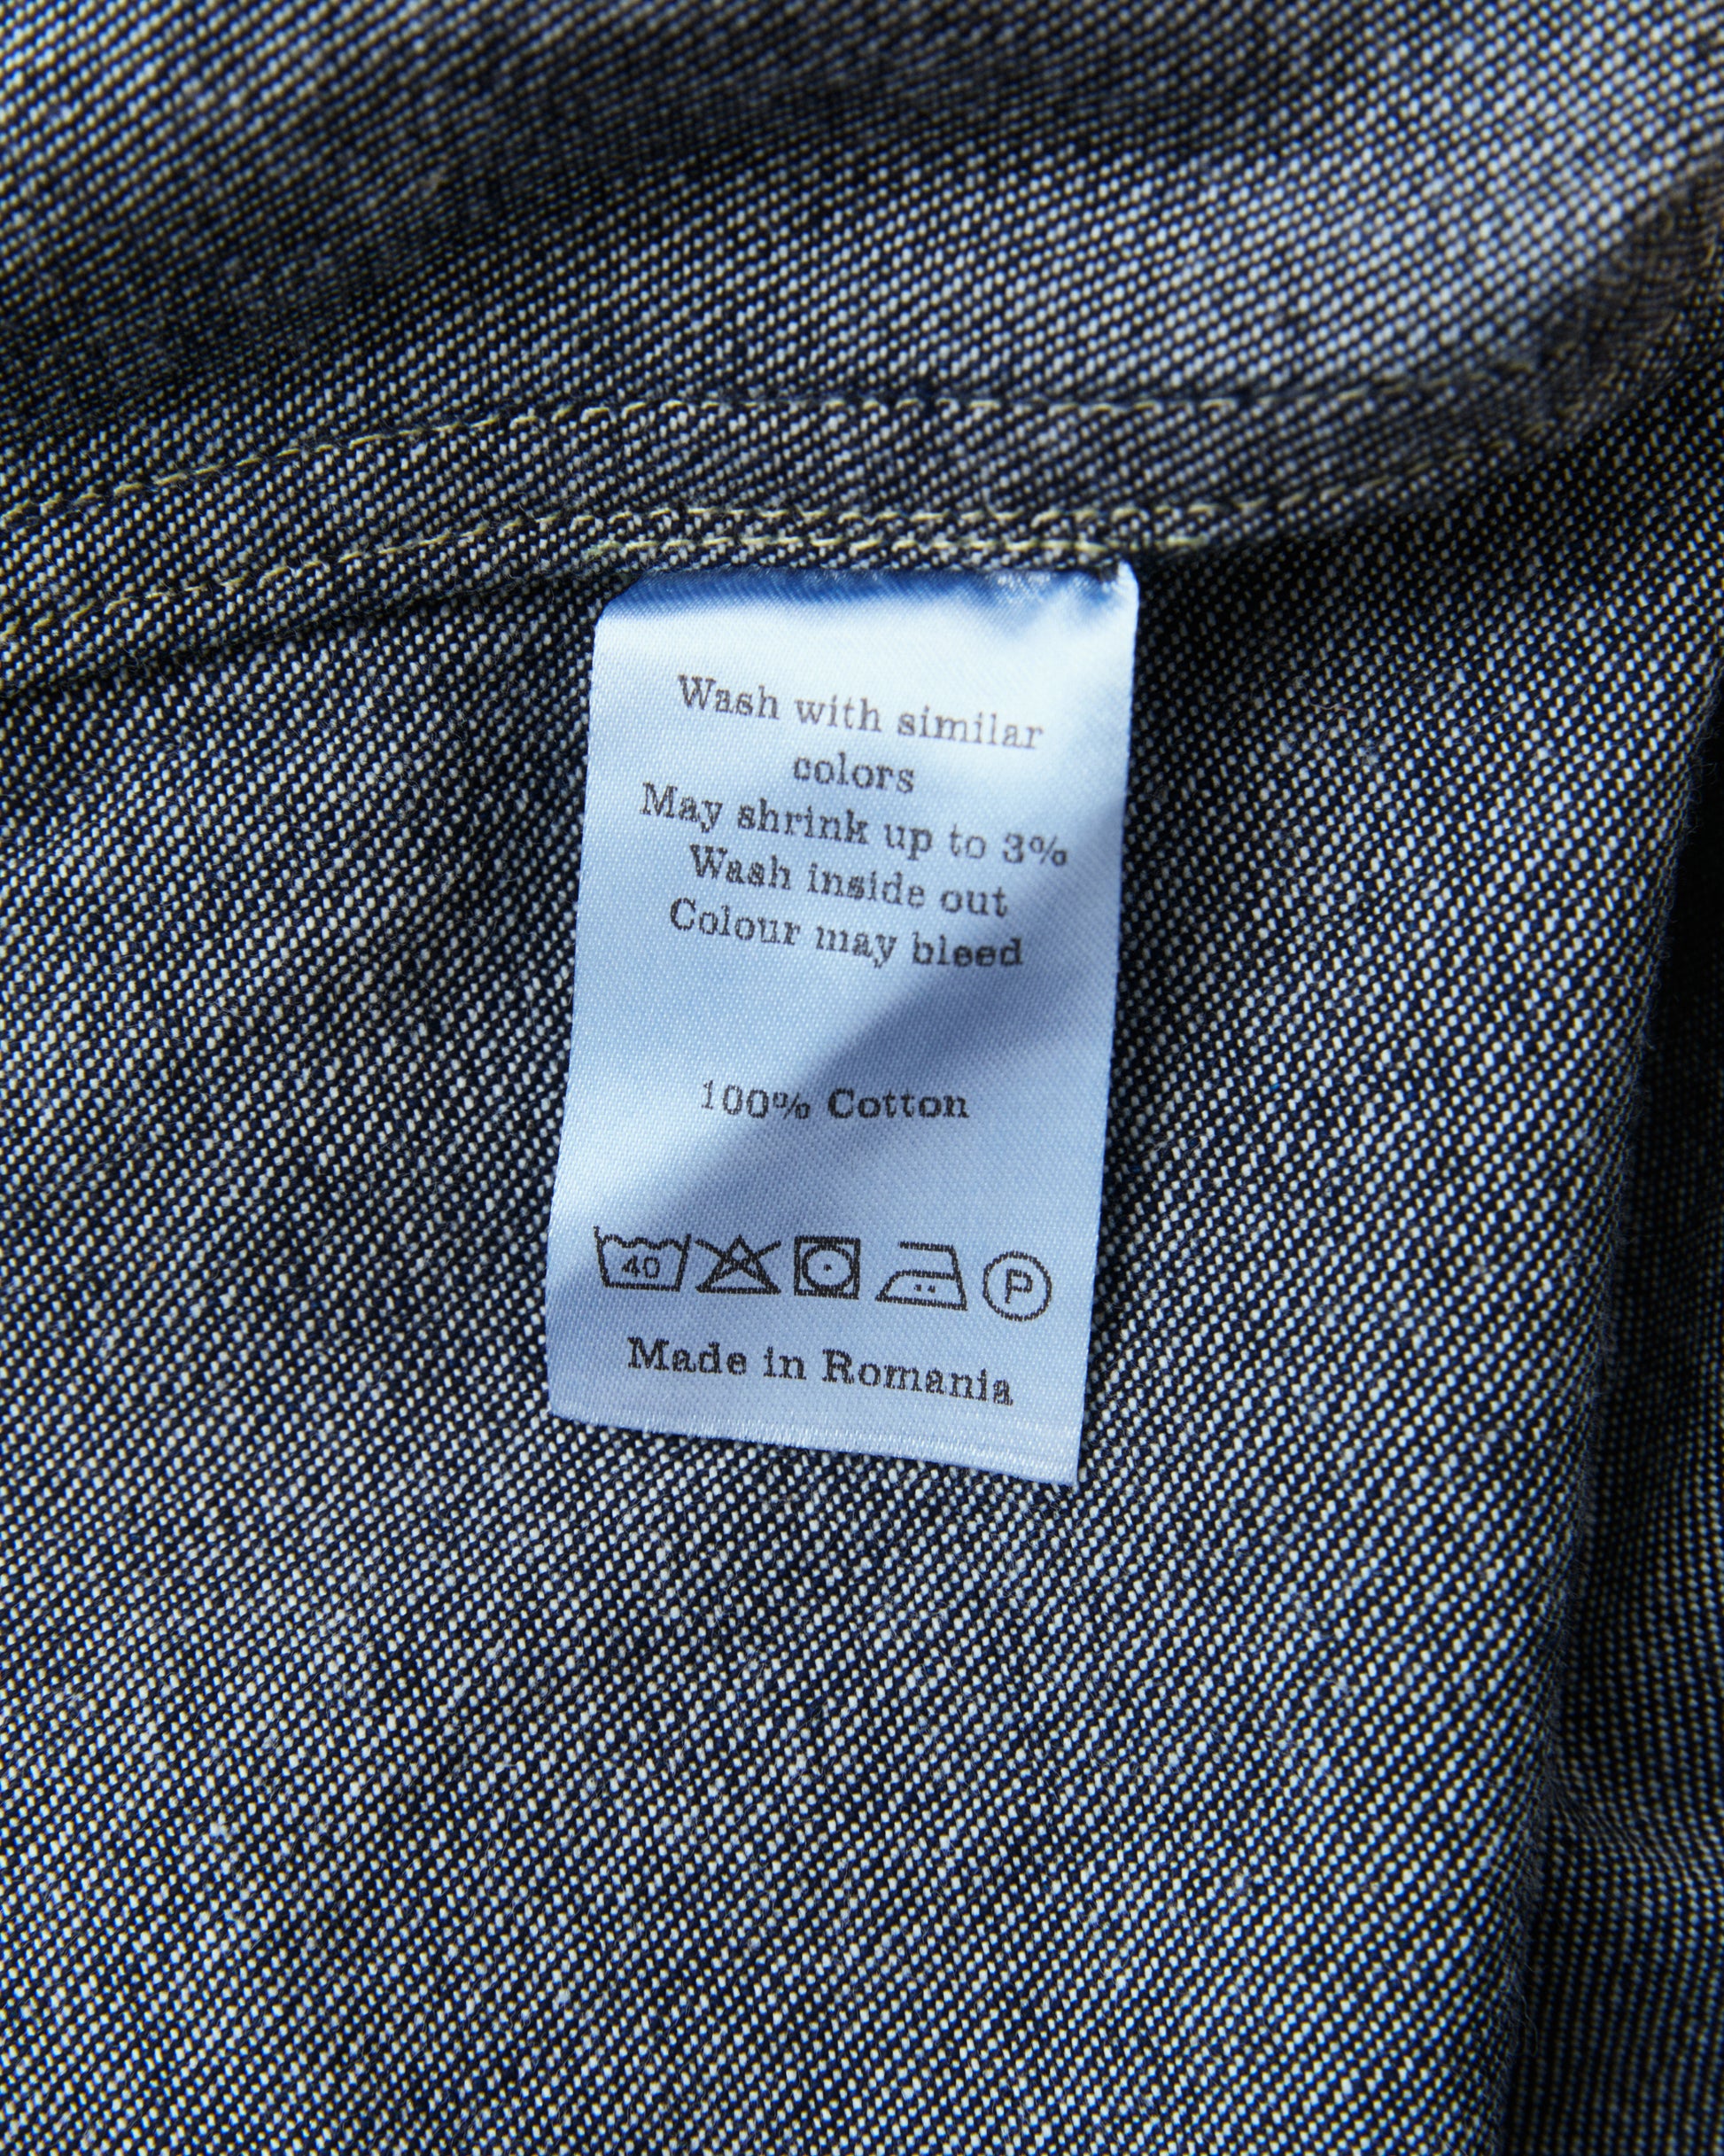 Wash with similar
colors
May shrink up to 3%
Wash inside out
Colour may bleed
100% Cotton
40 P
Made in Romania